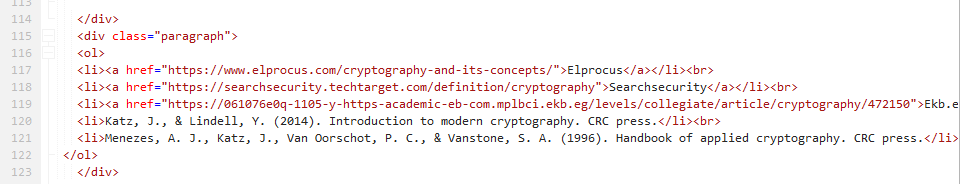 113
114 </div>
115 <div class="paragraph">
116 <ol>
117 <li><a href="https://www.elprocus.com/cryptography-and-its-concepts/">Elprocus</a></li><br>
118 <li><a href="https://searchsecurity.techtarget.com/definition/cryptography">Searchsecurity</a></li><br>
119 <li><a href="https://061076e0q-1105-y-https-academic-eb-com.mplbci.ekb.eg/levels/collegiate/article/cryptography/472150">Ekb.e
120 <li>Katz, J., & Lindell, Y. (2014). Introduction to modern cryptography. CRC press.</li><br>
121 <li>Menezes, A. J., Katz, J., Van Oorschot, P. C., & Vanstone, S. A. (1996). Handbook of applied cryptography. CRC press.</li>
122 </ol>
123 </div>